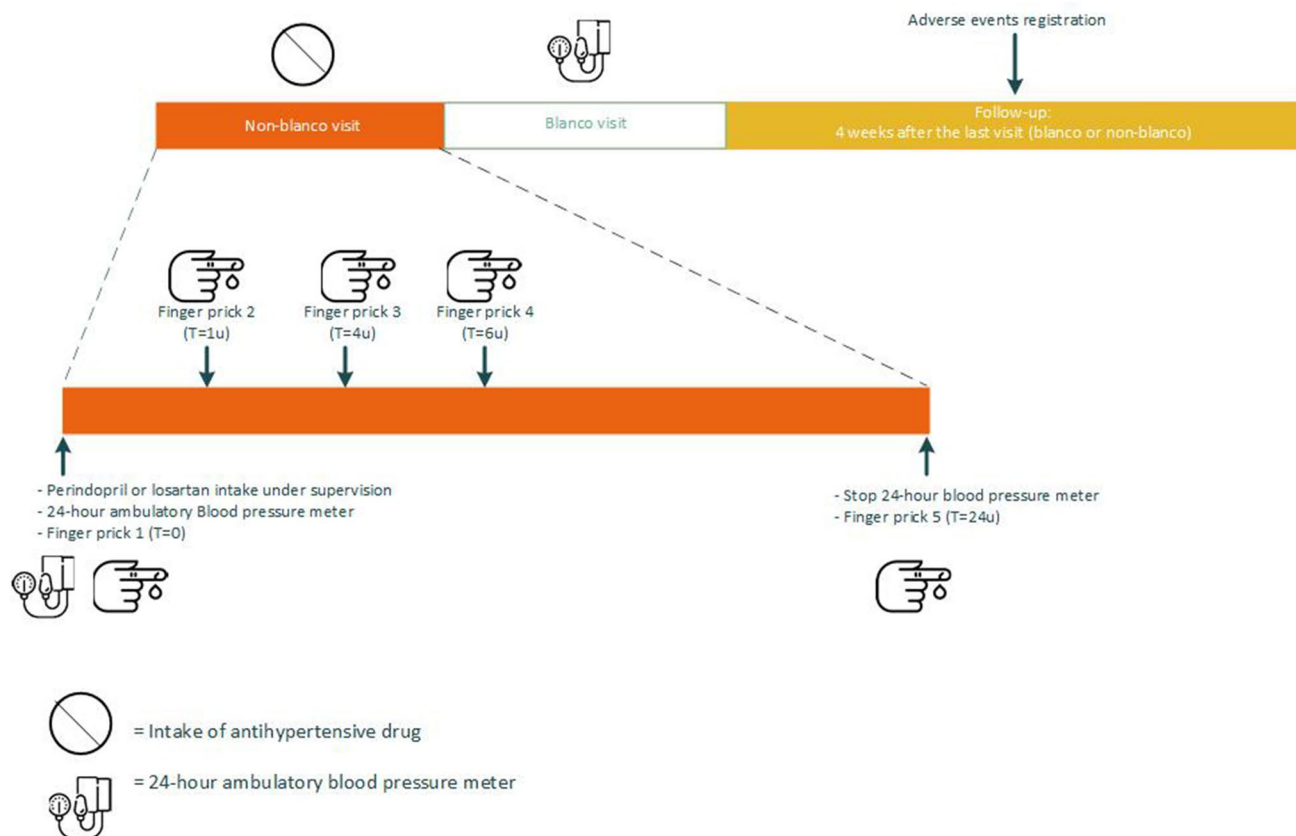 Adverse events registration
Non-blanco visit
Blanco visit
Follow-up:
4 weeks after the last visit (blanco or non-blanco)
Finger prick 2
(T=1u)
Finger prick 3
(T=4u)
Finger prick 4
(T=6u)
- Perindopril or losartan intake under supervision
- 24-hour ambulatory Blood pressure meter
- Finger prick 1 (T=0)
- Stop 24-hour blood pressure meter
- Finger prick 5 (T=24u)
= Intake of antihypertensive drug
= 24-hour ambulatory blood pressure meter